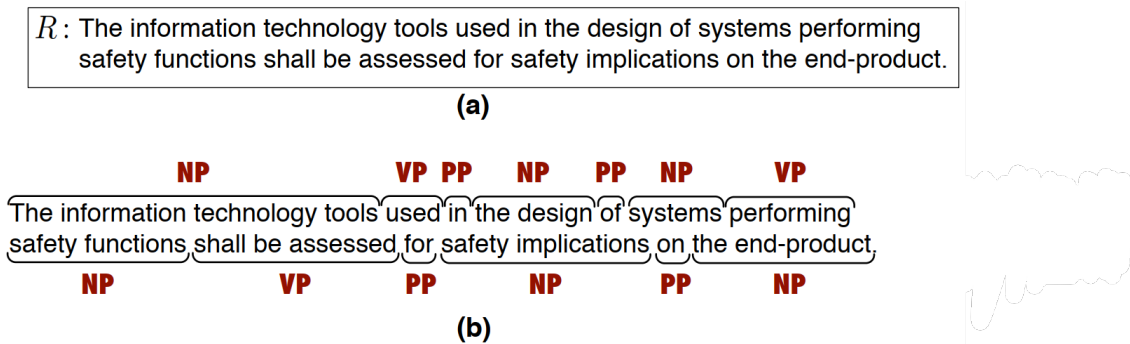 R: The information technology tools used in the design of systems performing
safety functions shall be assessed for safety implications on the end-product.
(a)
NP VP PP NP PP NP VP
The information technology tools used in the design of systems performing
safety functions shall be assessed for safety implications on the end-product.
NP VP PP NP PP NP
(b)